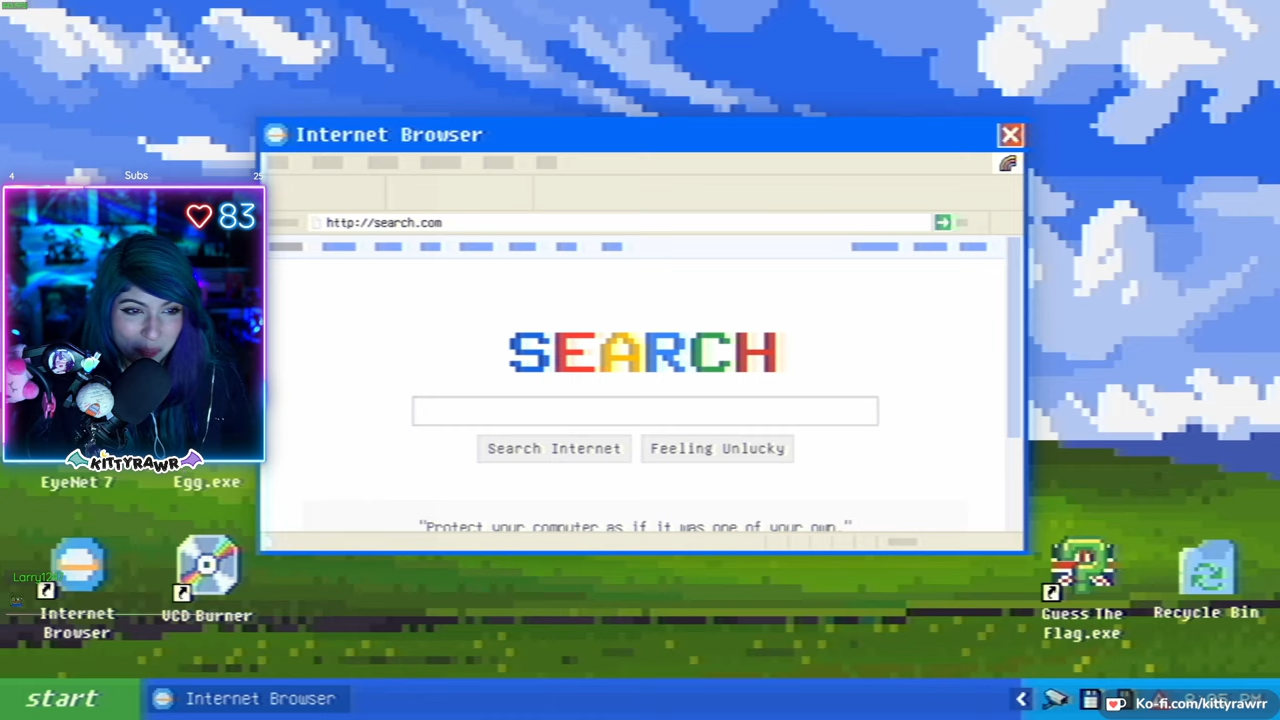 Internet Browser
4 Subs 25
83
http://search.com
SEARCH
Search Internet
Feeling Unlucky
"Protect your computer as if it was one of your own."
KITTYRAWR
EyeNet 7
Egg.exe
Internet Browser
VCD Burner
Guess The Flag.exe
Recycle Bin
start
Internet Browser
Ko-fi.com/kittyrawrr